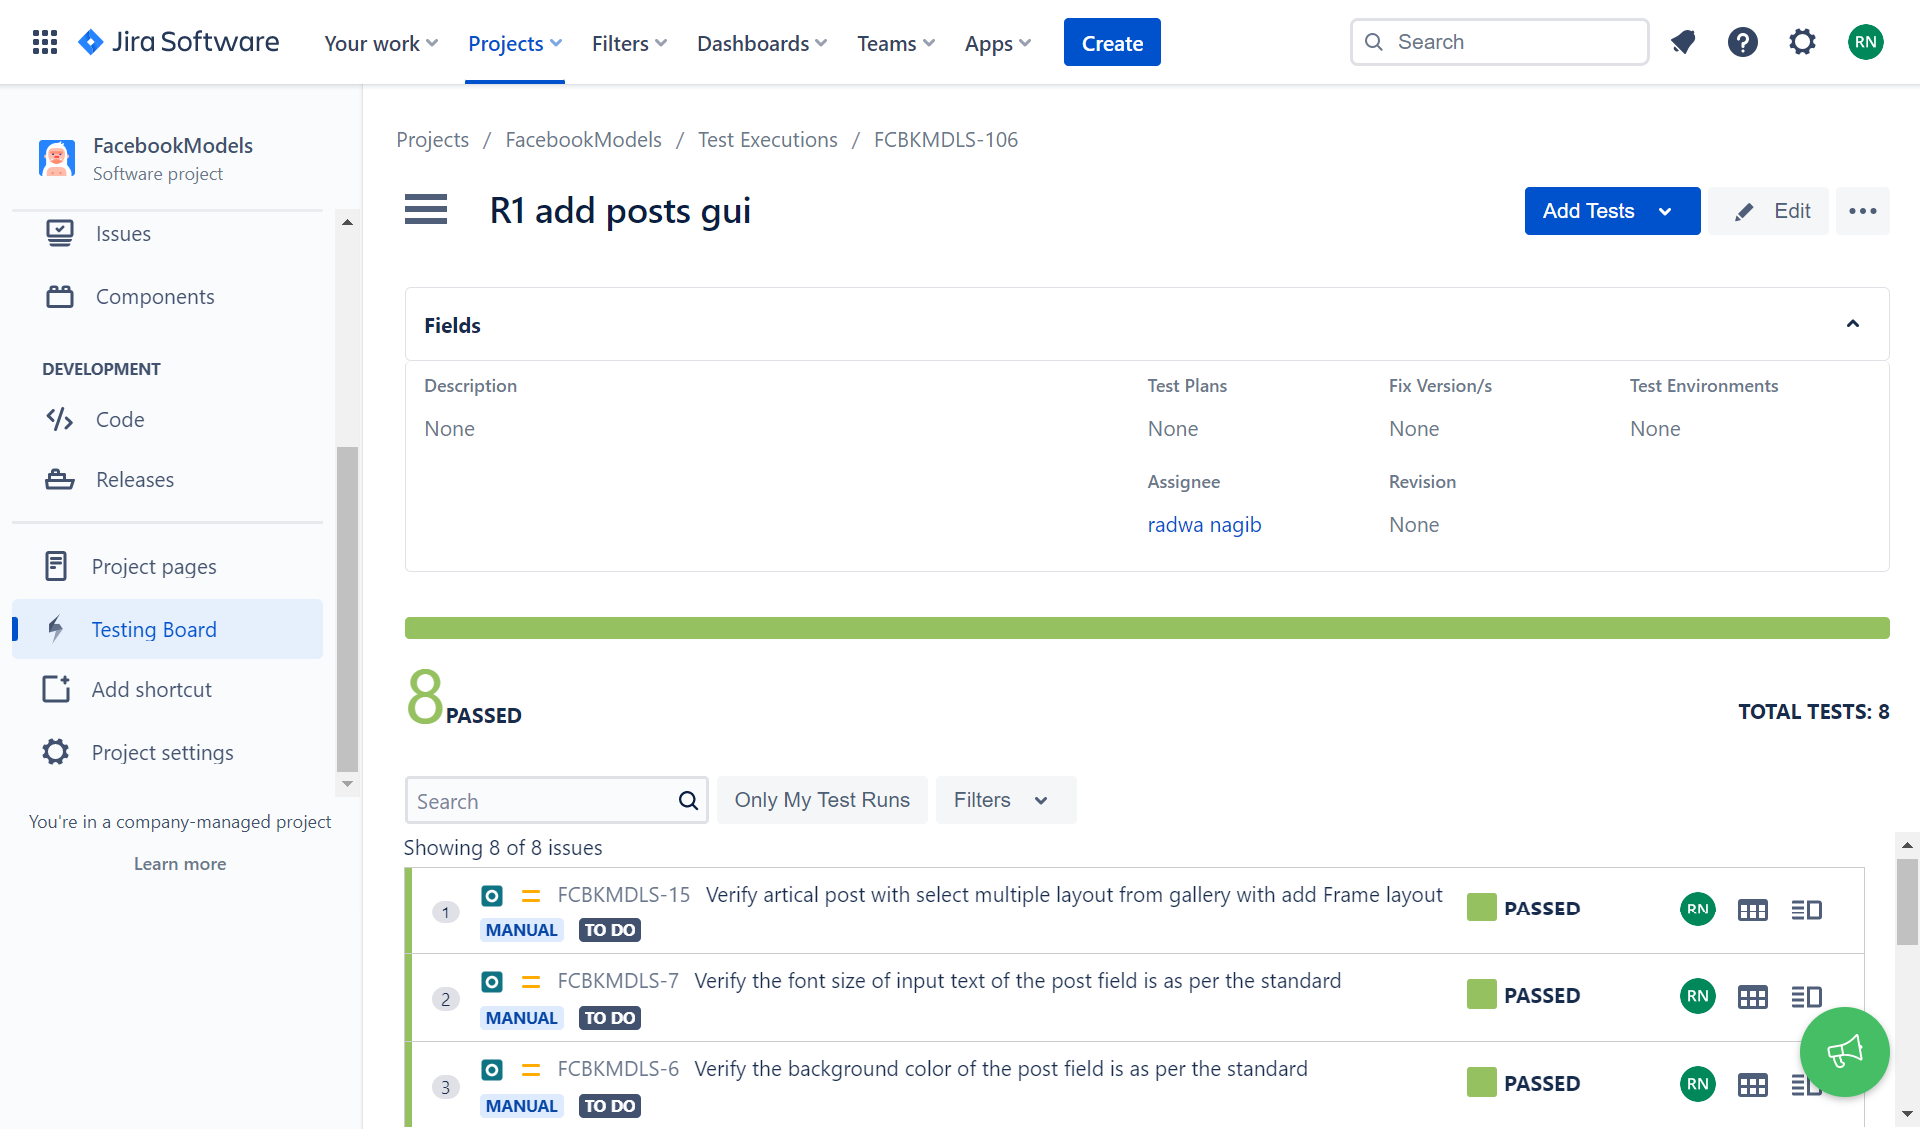 Jira Software
Your work
Projects
Filters
Dashboards
Teams
Apps
Create
Search
?
RN
FacebookModels
Software project
Issues
Components
DEVELOPMENT
Code
Releases
Project pages
Testing Board
Add shortcut
Project settings
You're in a company-managed project
Learn more
Projects / FacebookModels / Test Executions / FCBKMDLS-106
R1 add posts gui
Add Tests
Edit
Fields
Description
None
Test Plans
None
Fix Version/s
None
Test Environments
None
Assignee
radwa nagib
Revision
None
8 PASSED
TOTAL TESTS: 8
Search
Only My Test Runs
Filters
Showing 8 of 8 issues
1
FCBKMDLS-15 Verify artical post with select multiple layout from gallery with add Frame layout
MANUAL TO DO
PASSED
RN
2
FCBKMDLS-7 Verify the font size of input text of the post field is as per the standard
MANUAL TO DO
PASSED
RN
3
FCBKMDLS-6 Verify the background color of the post field is as per the standard
MANUAL TO DO
PASSED
RN